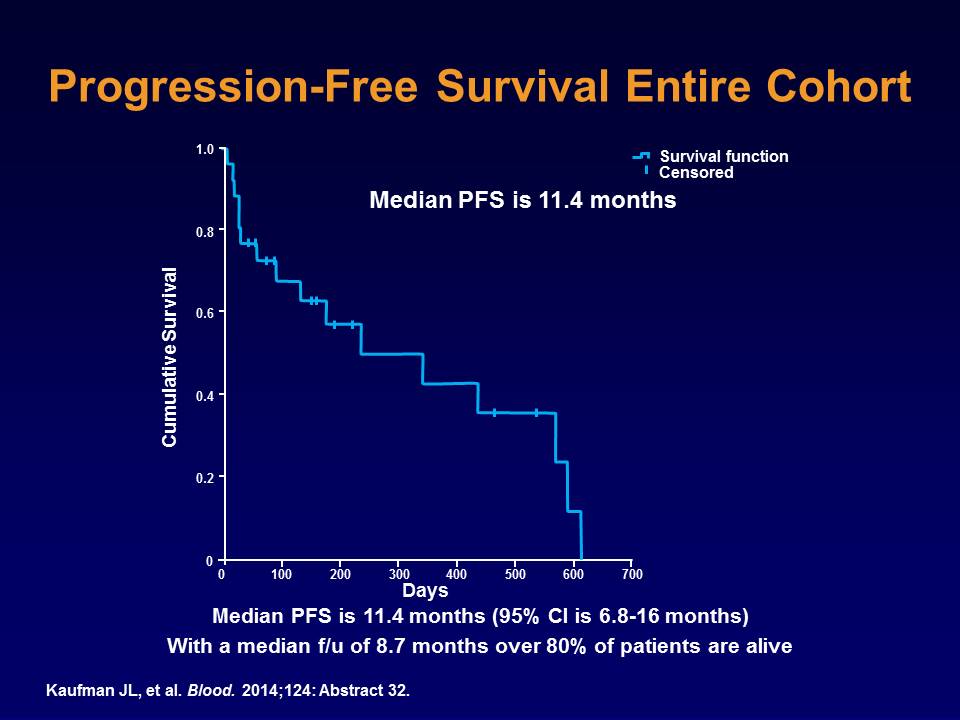 Progression-Free Survival Entire Cohort
1.0
Survival function
Censored
Median PFS is 11.4 months
0.8
0.6
Cumulative Survival
0.4
0.2
0
0 100 200 300 400 500 600 700
Days
Median PFS is 11.4 months (95% CI is 6.8-16 months)
With a median f/u of 8.7 months over 80% of patients are alive
Kaufman JL, et al. Blood. 2014;124: Abstract 32.